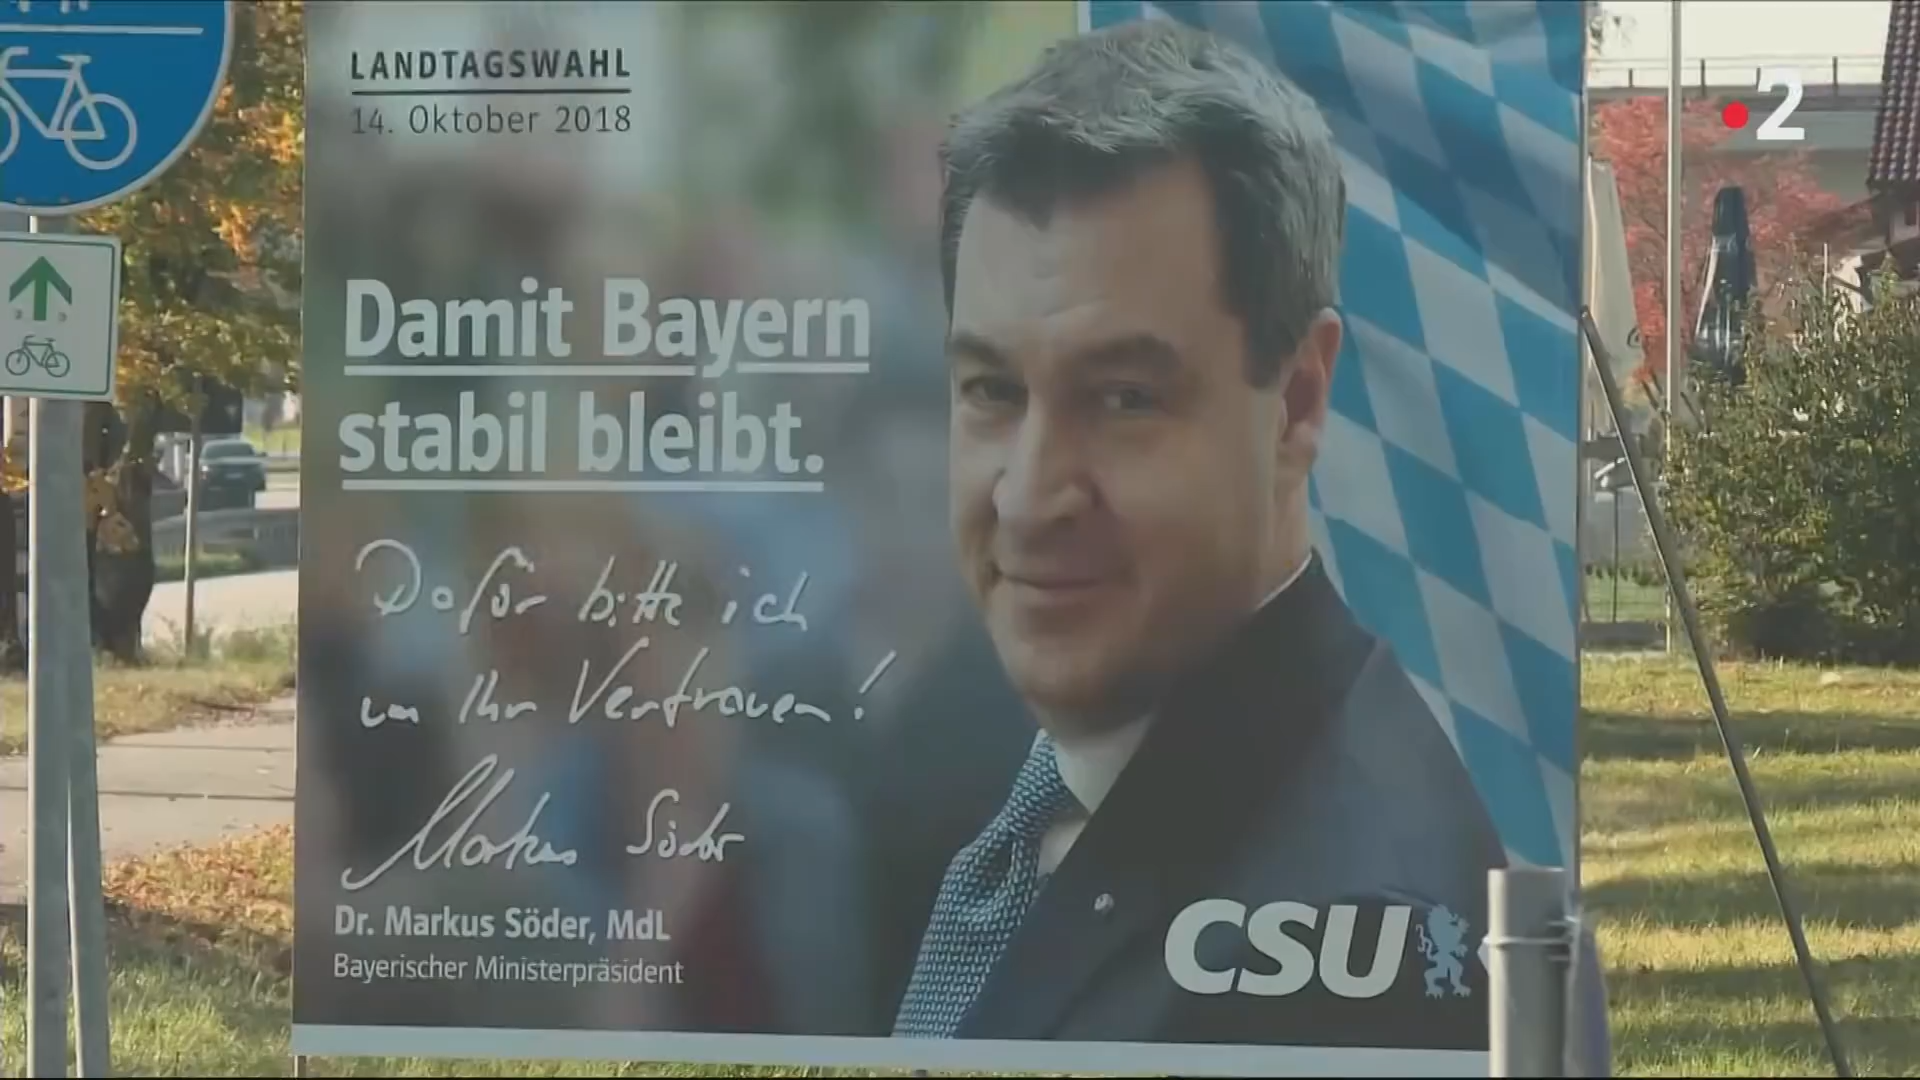 LANDTAGSWAHL
14. Oktober 2018
Damit Bayern
stabil bleibt.
Dafür bitte ich
um Ihr Vertrauen!
Markus Söder
Dr. Markus Söder, MdL
Bayerischer Ministerpräsident
CSU
2